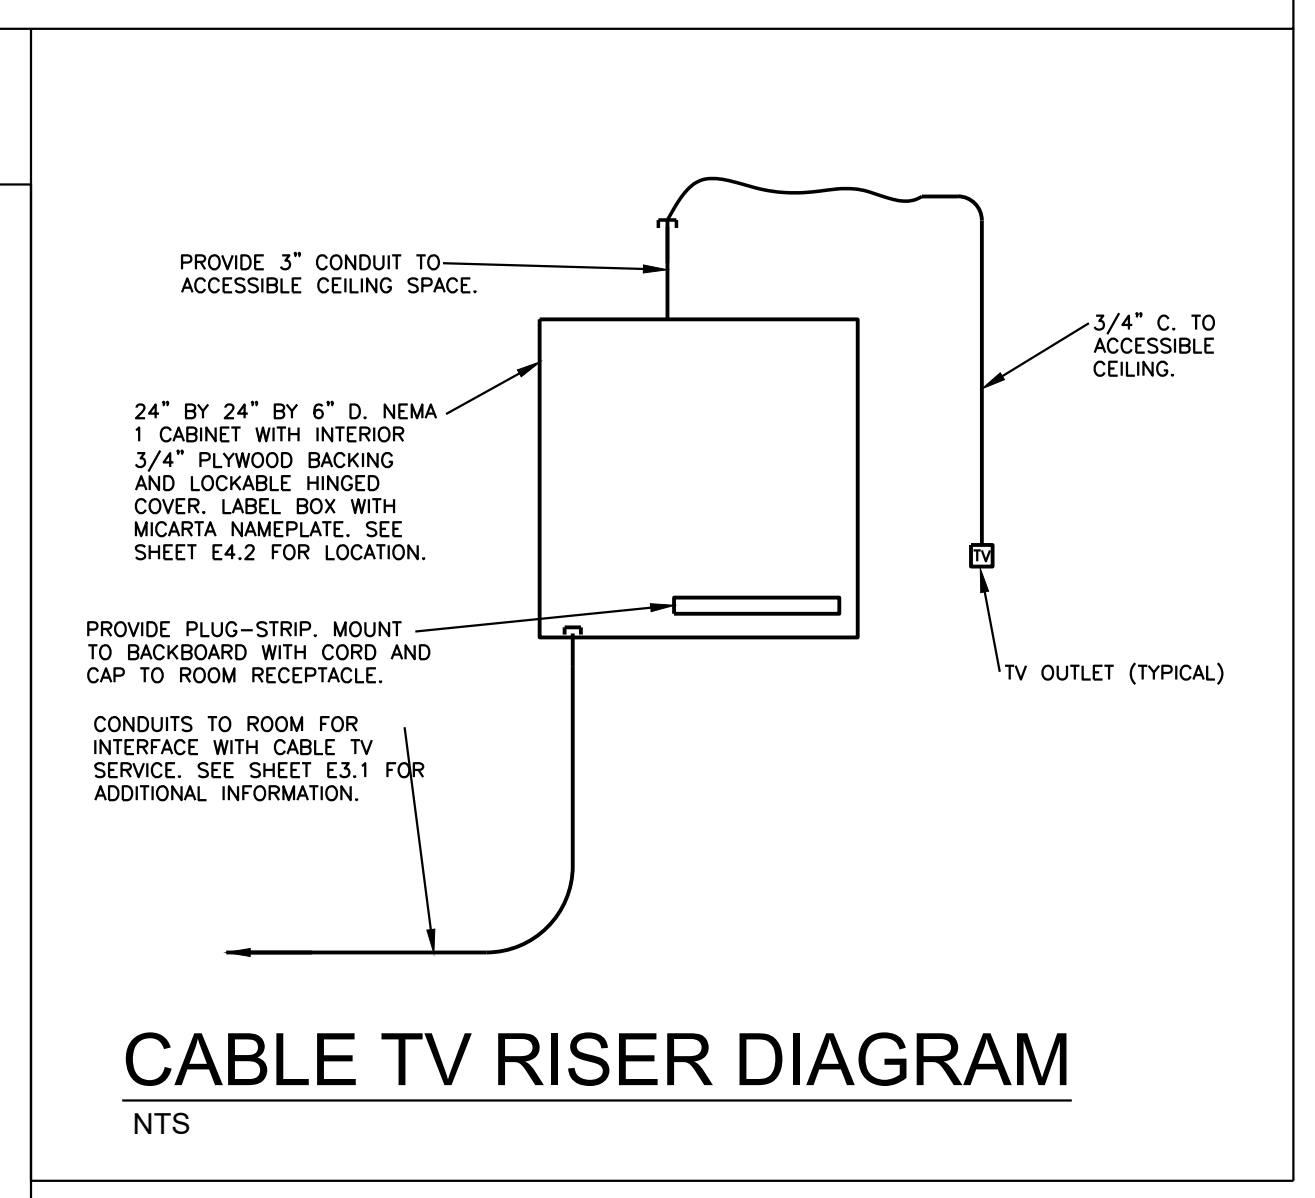 PROVIDE 3" CONDUIT TO
ACCESSIBLE CEILING SPACE.
3/4" C. TO
ACCESSIBLE
CEILING.
24" BY 24" BY 6" D. NEMA
1 CABINET WITH INTERIOR
3/4" PLYWOOD BACKING
AND LOCKABLE HINGED
COVER. LABEL BOX WITH
MICARTA NAMEPLATE. SEE
SHEET E4.2 FOR LOCATION.
TV
PROVIDE PLUG-STRIP. MOUNT
TO BACKBOARD WITH CORD AND
CAP TO ROOM RECEPTACLE.
TV OUTLET (TYPICAL)
CONDUITS TO ROOM FOR
INTERFACE WITH CABLE TV
SERVICE. SEE SHEET E3.1 FOR
ADDITIONAL INFORMATION.
CABLE TV RISER DIAGRAM
NTS